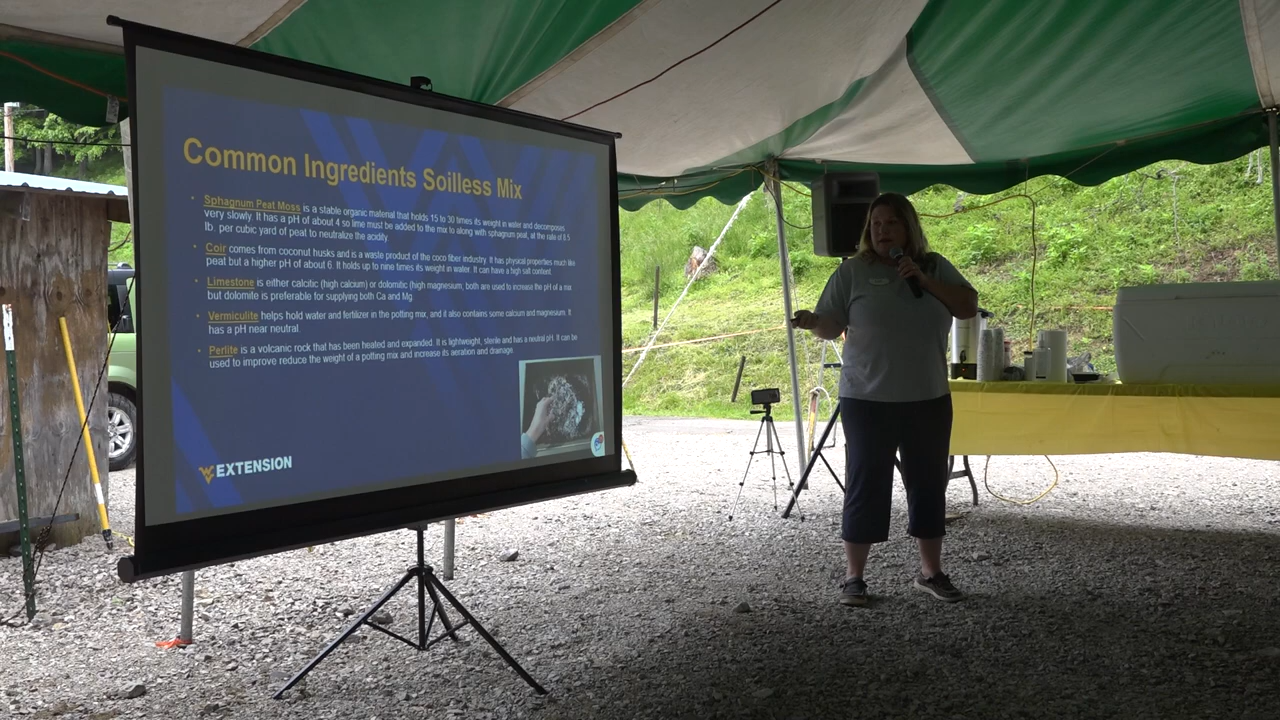 Common Ingredients Soilless Mix
Sphagnum Peat Moss is a stable organic material that holds 15 to 30 times its weight in water and decomposes
very slowly. It has a pH of about 4 so lime must be added to the mix to along with sphagnum peat, at the rate of 8.5
lb. per cubic yard of peat to neutralize the acidity
Coir comes from coconut husks and is a waste product of the coco fiber industry. It has physical properties much like
peat but a higher pH of about 6. It holds up to nine times its weight in water. It can have a high salt content.
Limestone is either calcitic (high calcium) or dolomitic (high magnesium; both are used to increase the pH of a mix
but dolomite is preferable for supplying both Ca and Mg.
Vermiculite helps hold water and fertilizer in the potting mix, and it also contains some calcium and magnesium. It
has a pH near neutral.
Perlite is a volcanic rock that has been heated and expanded. It is lightweight, sterile and has a neutral pH. It can be
used to improve reduce the weight of a potting mix and increase its aeration and drainage.
EXTENSION